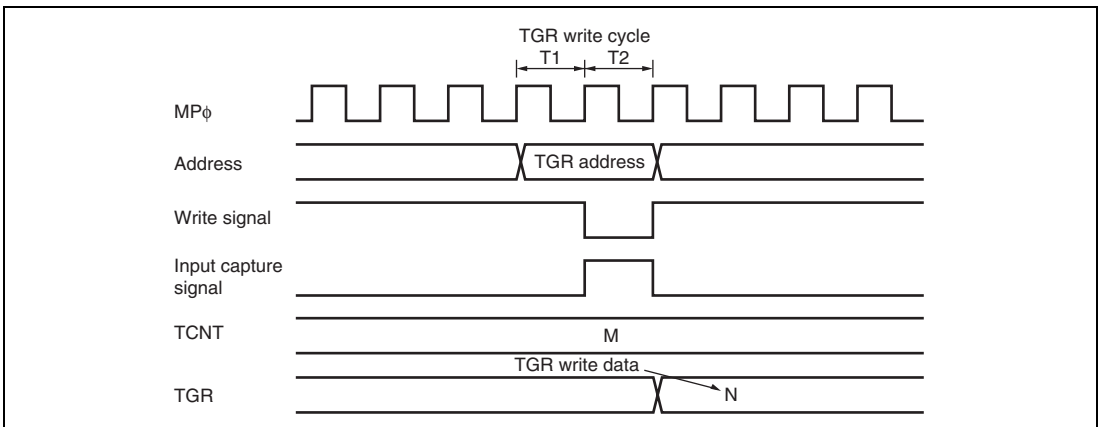 TGR write cycle
T1 T2
MPϕ
Address
TGR address
Write signal
Input capture
signal
TCNT
M
TGR write data
TGR
N